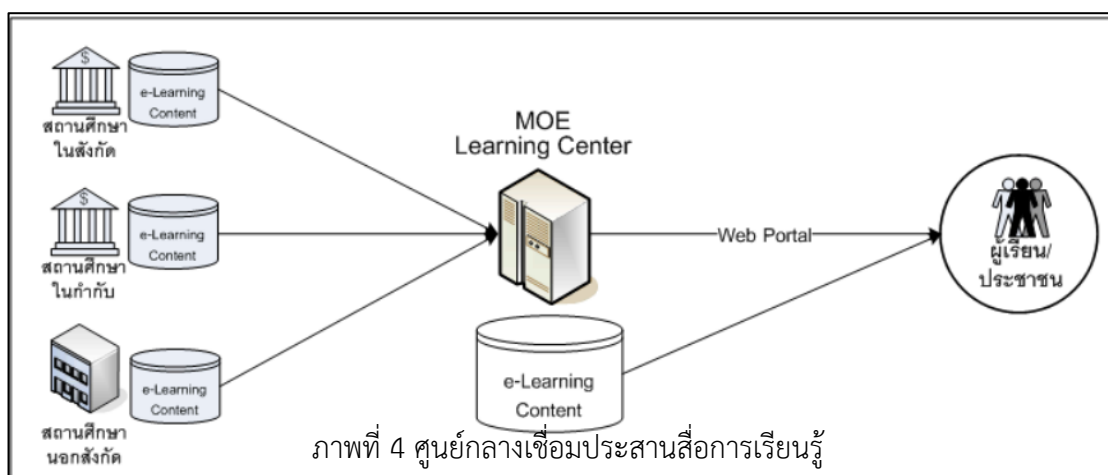 $
สถานศึกษา
ในสังกัด
e-Learning
Content
$
สถานศึกษา
ในกำกับ
e-Learning
Content
สถานศึกษา
นอกสังกัด
e-Learning
Content
MOE
Learning Center
e-Learning
Content
Web Portal
ผู้เรียน/
ประชาชน
ภาพที่ 4 ศูนย์กลางเชื่อมประสานสื่อการเรียนรู้